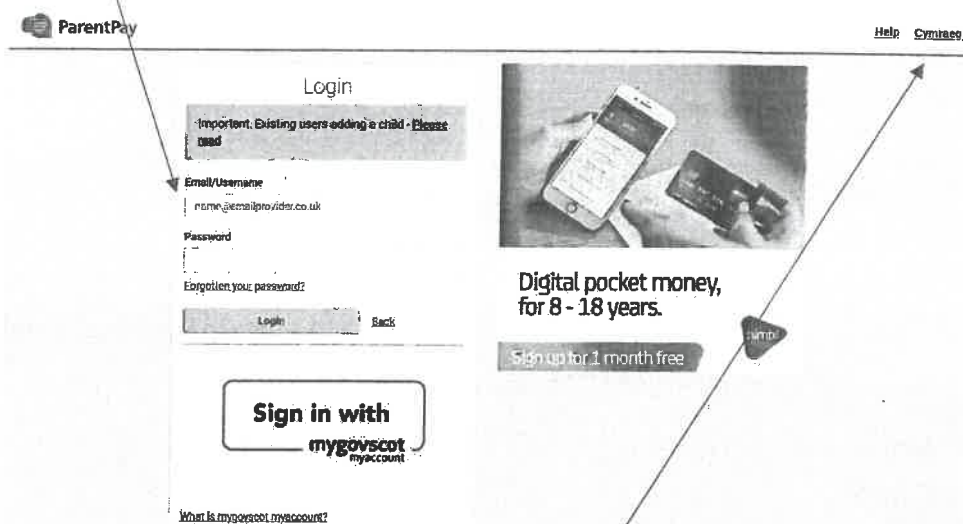 ParentPay
Help Cymraeg
Login
Important: Existing users adding a child - Please
read
Email/Username
name@emailprovider.co.uk
Password
Forgotten your password?
Login Back
Digital pocket money,
for 8 - 18 years.
Sign up for 1 month free
Sign in with
mygovscot
myaccount
What is mygovscot myaccount?